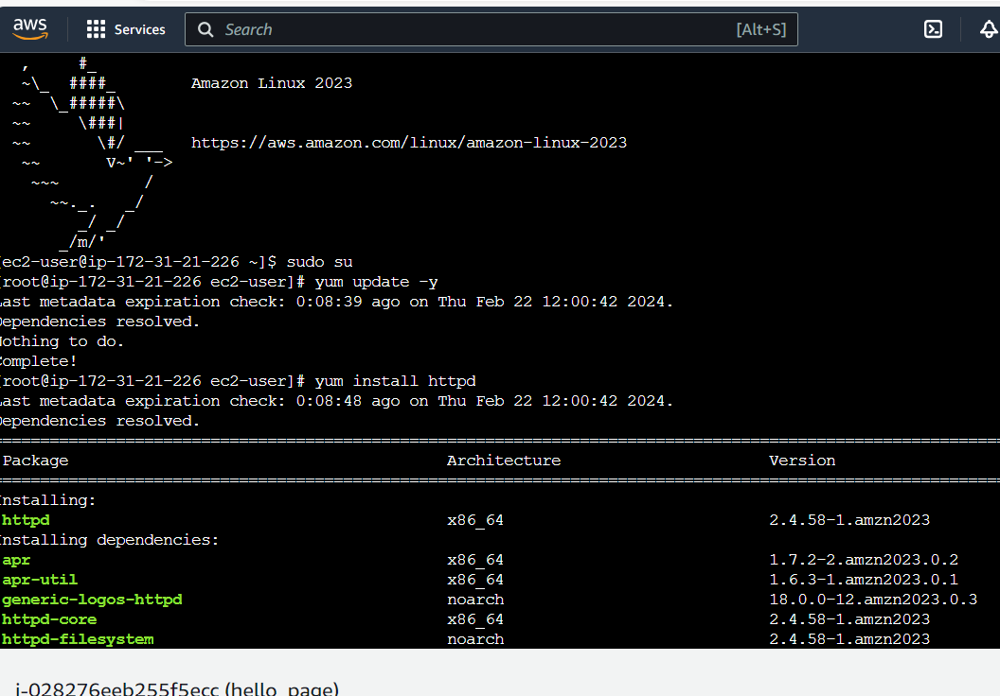 aws Services Search [Alt+S]
, #_
~\_ ####_ Amazon Linux 2023
~~ \_#####\
~~ \###|
~~ \#/ ___ https://aws.amazon.com/linux/amazon-linux-2023
~~ V~' '->
~~~ /
~~._. _/
_/ _/
_/m/'
[ec2-user@ip-172-31-21-226 ~]$ sudo su
[root@ip-172-31-21-226 ec2-user]# yum update -y
Last metadata expiration check: 0:08:39 ago on Thu Feb 22 12:00:42 2024.
Dependencies resolved.
Nothing to do.
Complete!
[root@ip-172-31-21-226 ec2-user]# yum install httpd
Last metadata expiration check: 0:08:48 ago on Thu Feb 22 12:00:42 2024.
Dependencies resolved.
Package Architecture Version
Installing:
httpd x86_64 2.4.58-1.amzn2023
Installing dependencies:
apr x86_64 1.7.2-2.amzn2023.0.2
apr-util x86_64 1.6.3-1.amzn2023.0.1
generic-logos-httpd noarch 18.0.0-12.amzn2023.0.3
httpd-core x86_64 2.4.58-1.amzn2023
httpd-filesystem noarch 2.4.58-1.amzn2023
i-028276eeb255f5ecc (hello_page)